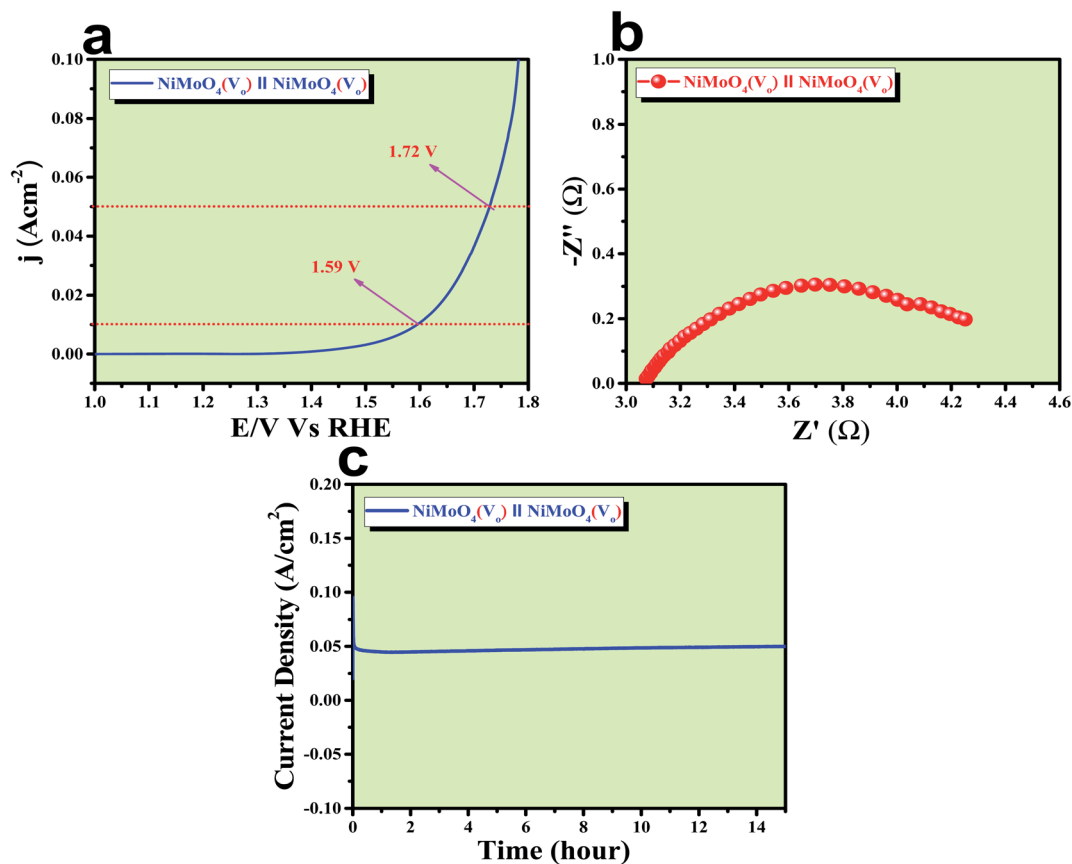 a
NiMoO₄(Vₒ) II NiMoO₄(Vₒ)
1.72 V
1.59 V
j (Acm⁻²)
0.10
0.08
0.06
0.04
0.02
0.00
1.0 1.1 1.2 1.3 1.4 1.5 1.6 1.7 1.8
E/V Vs RHE
b
NiMoO₄(Vₒ) II NiMoO₄(Vₒ)
-Z'' (Ω)
1.0
0.8
0.6
0.4
0.2
0.0
3.0 3.2 3.4 3.6 3.8 4.0 4.2 4.4 4.6
Z' (Ω)
c
NiMoO₄(Vₒ) II NiMoO₄(Vₒ)
Current Density (A/cm²)
0.20
0.15
0.10
0.05
0.00
-0.05
-0.10
0 2 4 6 8 10 12 14
Time (hour)